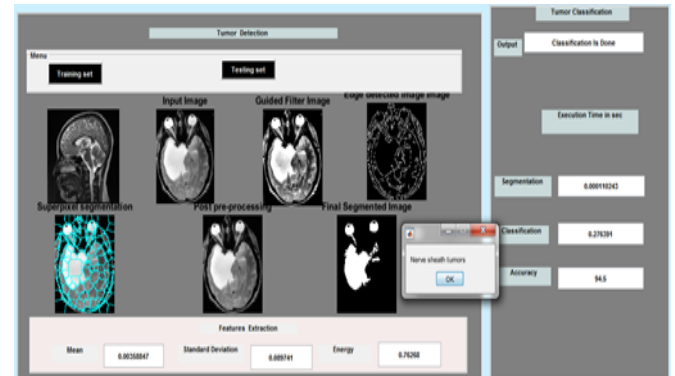 Tumor Detection
Menu
Training set
Testing set
Input Image
Guided Filter Image
Edge detected image image
Superpixel segmentation
Post pre-processing
Final Segmented Image
Nerve sheath tumors
OK
Features Extraction
Mean
0.00358847
Standard Deviation
0.089741
Energy
0.76268
Tumor Classification
Output
Classification Is Done
Execution Time in sec
Segmentation
0.000110243
Classification
0.276391
Accuracy
94.6